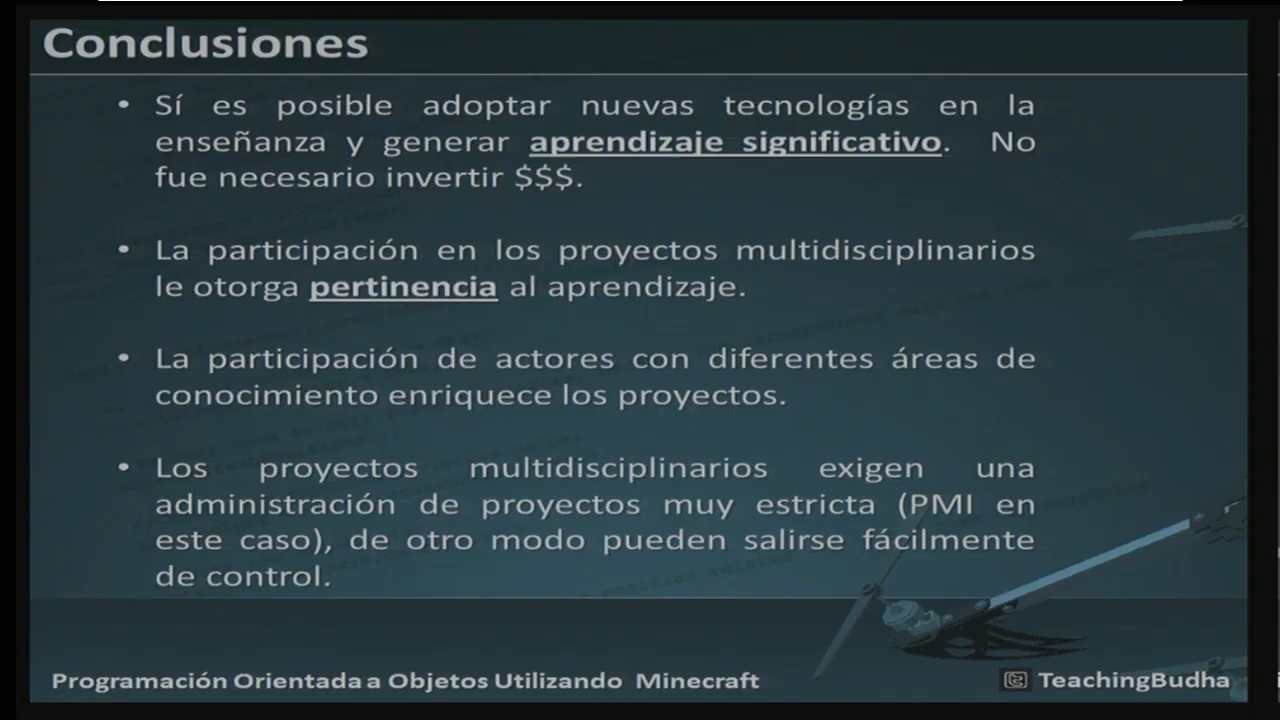 Conclusiones
• Sí es posible adoptar nuevas tecnologías en la
enseñanza y generar aprendizaje significativo. No
fue necesario invertir $$$.
• La participación en los proyectos multidisciplinarios
le otorga pertinencia al aprendizaje.
• La participación de actores con diferentes áreas de
conocimiento enriquece los proyectos.
• Los proyectos multidisciplinarios exigen una
administración de proyectos muy estricta (PMI en
este caso), de otro modo pueden salirse fácilmente
de control.
Programación Orientada a Objetos Utilizando Minecraft
TeachingBudha